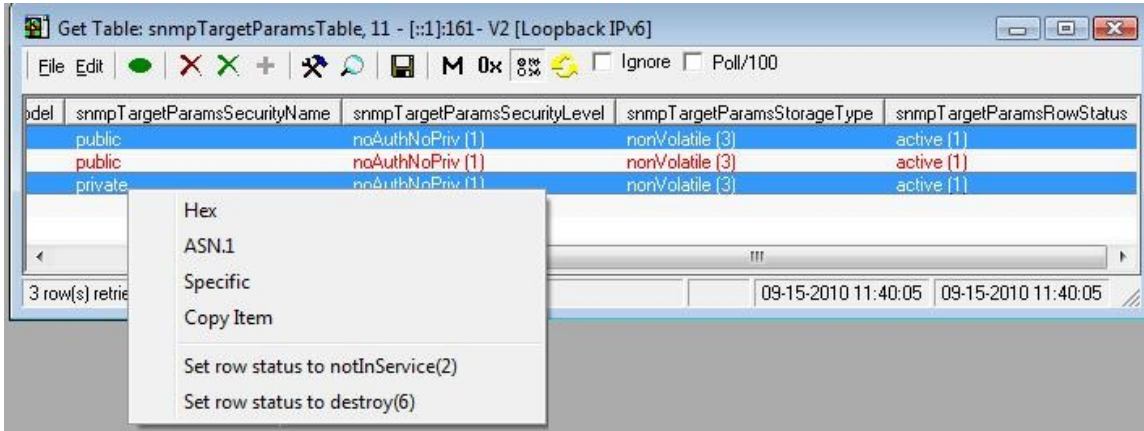 Get Table: snmpTargetParamsTable, 11 - [::1]:161- V2 [Loopback IPv6]
File Edit M 0x Ignore Poll/100
odel snmpTargetParamsSecurityName snmpTargetParamsSecurityLevel snmpTargetParamsStorageType snmpTargetParamsRowStatus
public noAuthNoPriv (1) nonVolatile (3) active (1)
public noAuthNoPriv (1) nonVolatile (3) active (1)
private noAuthNoPriv (1) nonVolatile (3) active (1)
Hex
ASN.1
Specific
3 row(s) retrie 09-15-2010 11:40:05 09-15-2010 11:40:05
Copy Item
Set row status to notInService(2)
Set row status to destroy(6)